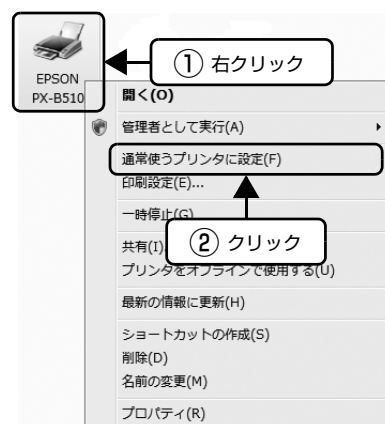 EPSON
PX-B510
① 右クリック
開く(O)
管理者として実行(A)
通常使うプリンタに設定(F)
印刷設定(E)...
一時停止(G)
② クリック
共有(I)
プリンタをオフラインで使用する(U)
最新の情報に更新(H)
ショートカットの作成(S)
削除(D)
名前の変更(M)
プロパティ(R)